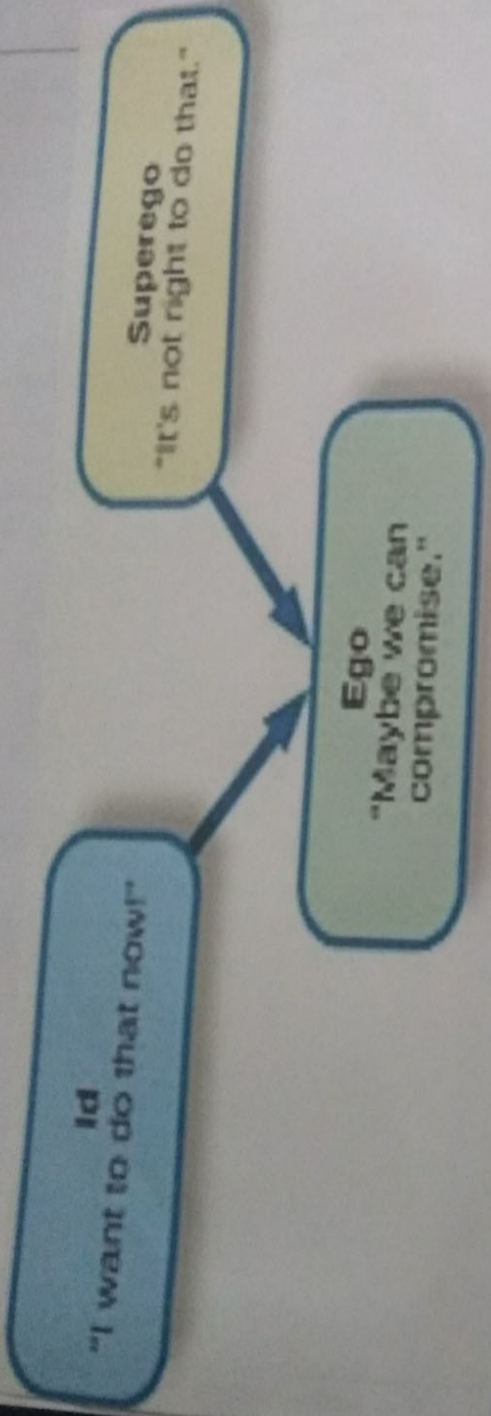 Id
"I want to do that now!"
Superego
"It's not right to do that."
Ego
"Maybe we can
compromise."